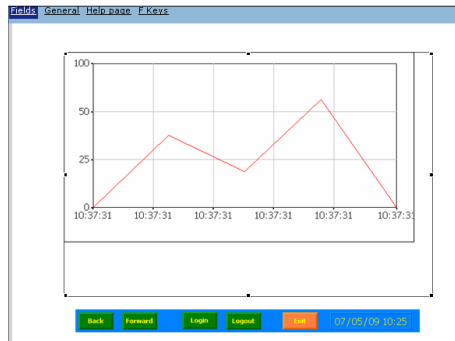 Fields General Help page F Keys
100
50
25
0
10:37:31 10:37:31 10:37:31 10:37:31 10:37:31 10:37:31
Back Forward Login Logout Exit 07/05/09 10:25